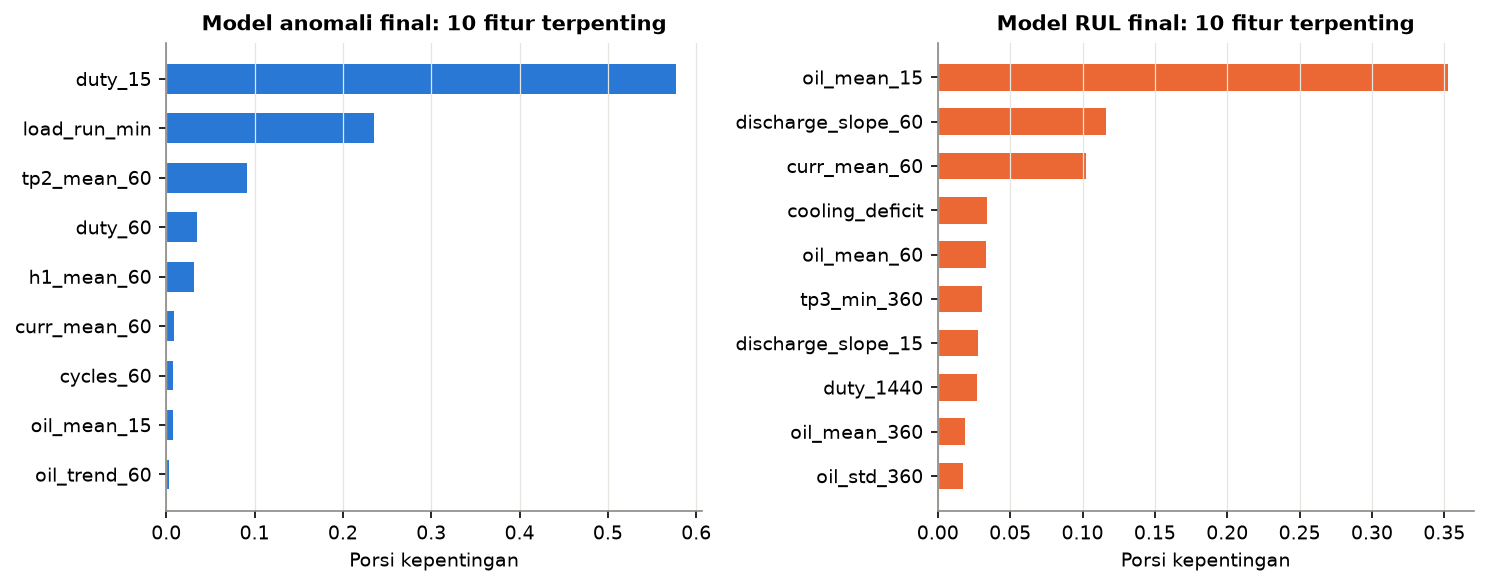 Model anomali final: 10 fitur terpenting
duty_15
load_run_min
tp2_mean_60
duty_60
h1_mean_60
curr_mean_60
cycles_60
oil_mean_15
oil_trend_60
0.0 0.1 0.2 0.3 0.4 0.5 0.6
Porsi kepentingan
Model RUL final: 10 fitur terpenting
oil_mean_15
discharge_slope_60
curr_mean_60
cooling_deficit
oil_mean_60
tp3_min_360
discharge_slope_15
duty_1440
oil_mean_360
oil_std_360
0.00 0.05 0.10 0.15 0.20 0.25 0.30 0.35
Porsi kepentingan